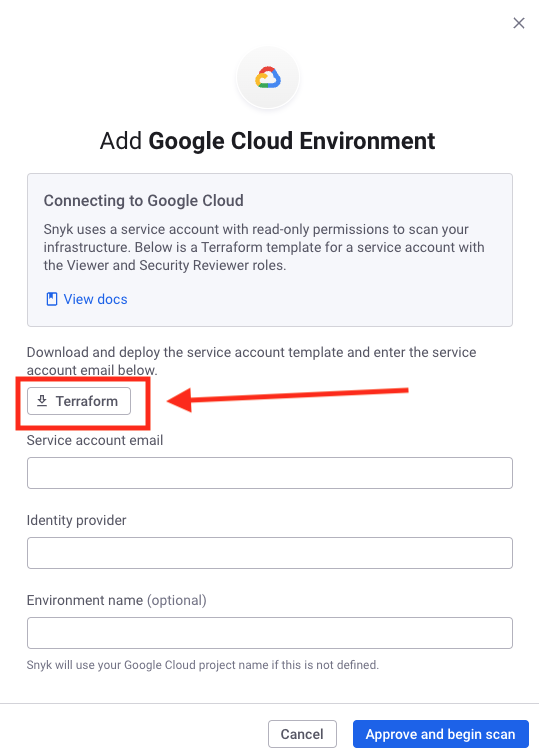 Add Google Cloud Environment
Connecting to Google Cloud
Snyk uses a service account with read-only permissions to scan your
infrastructure. Below is a Terraform template for a service account with
the Viewer and Security Reviewer roles.
View docs
Download and deploy the service account template and enter the service
account email below.
Terraform
Service account email
Identity provider
Environment name (optional)
Snyk will use your Google Cloud project name if this is not defined.
Cancel
Approve and begin scan